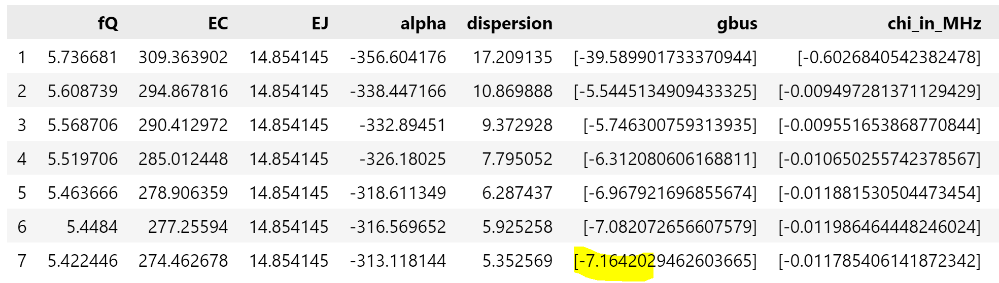 fQ EC EJ alpha dispersion gbus chi_in_MHz
1 5.736681 309.363902 14.854145 -356.604176 17.209135 [-39.589901733370944] [-0.6026840542382478]
2 5.608739 294.867816 14.854145 -338.447166 10.869888 [-5.5445134909433325] [-0.009497281371129429]
3 5.568706 290.412972 14.854145 -332.89451 9.372928 [-5.746300759313935] [-0.009551653868770844]
4 5.519706 285.012448 14.854145 -326.18025 7.795052 [-6.312080606168811] [-0.010650255742378567]
5 5.463666 278.906359 14.854145 -318.611349 6.287437 [-6.967921696855674] [-0.011881530504473454]
6 5.4484 277.25594 14.854145 -316.569652 5.925258 [-7.082072656607579] [-0.011986464448246024]
7 5.422446 274.462678 14.854145 -313.118144 5.352569 [-7.1642029462603665] [-0.011785406141872342]